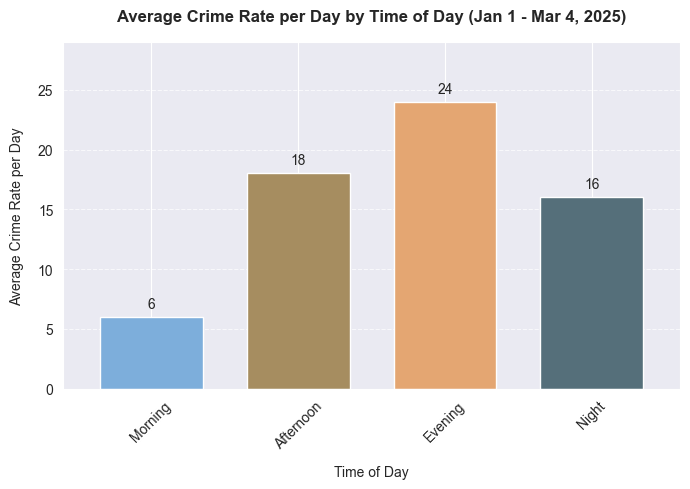 Average Crime Rate per Day by Time of Day (Jan 1 - Mar 4, 2025)
Average Crime Rate per Day
25
20
15
10
5
0
6
18
24
16
Morning
Afternoon
Evening
Night
Time of Day